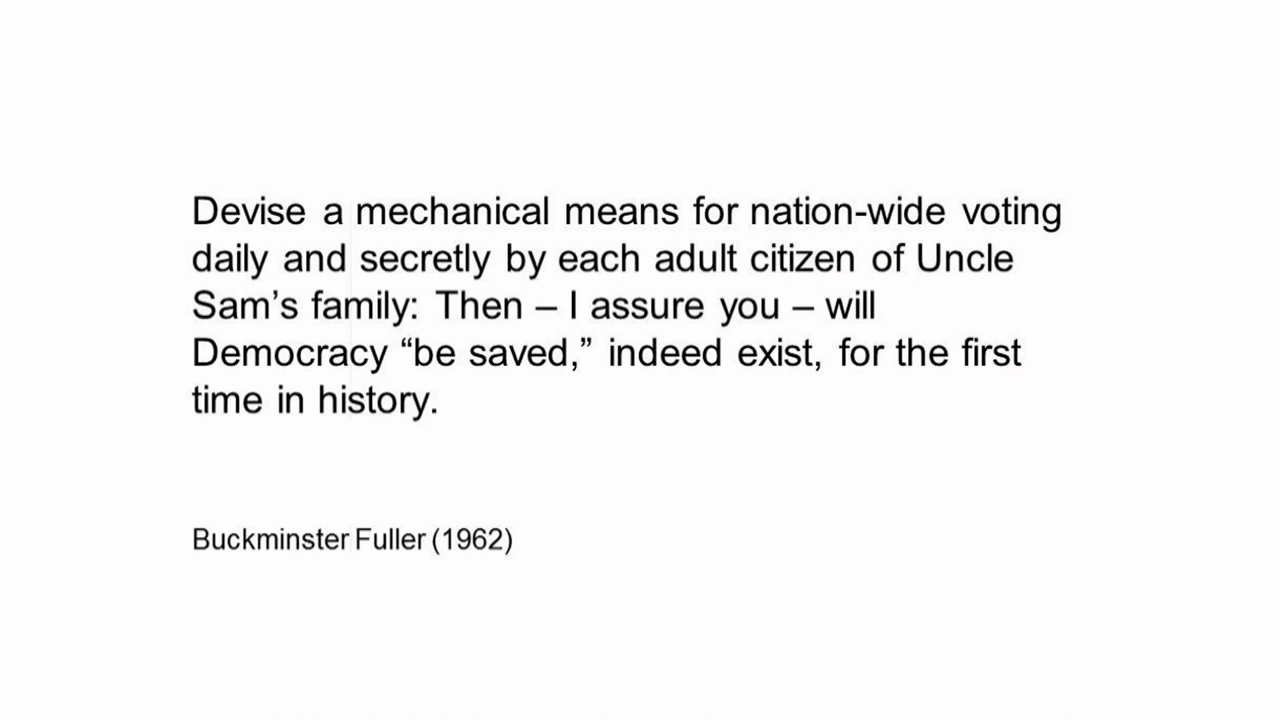 Devise a mechanical means for nation-wide voting
daily and secretly by each adult citizen of Uncle
Sam’s family: Then – I assure you – will
Democracy “be saved,” indeed exist, for the first
time in history.
Buckminster Fuller (1962)